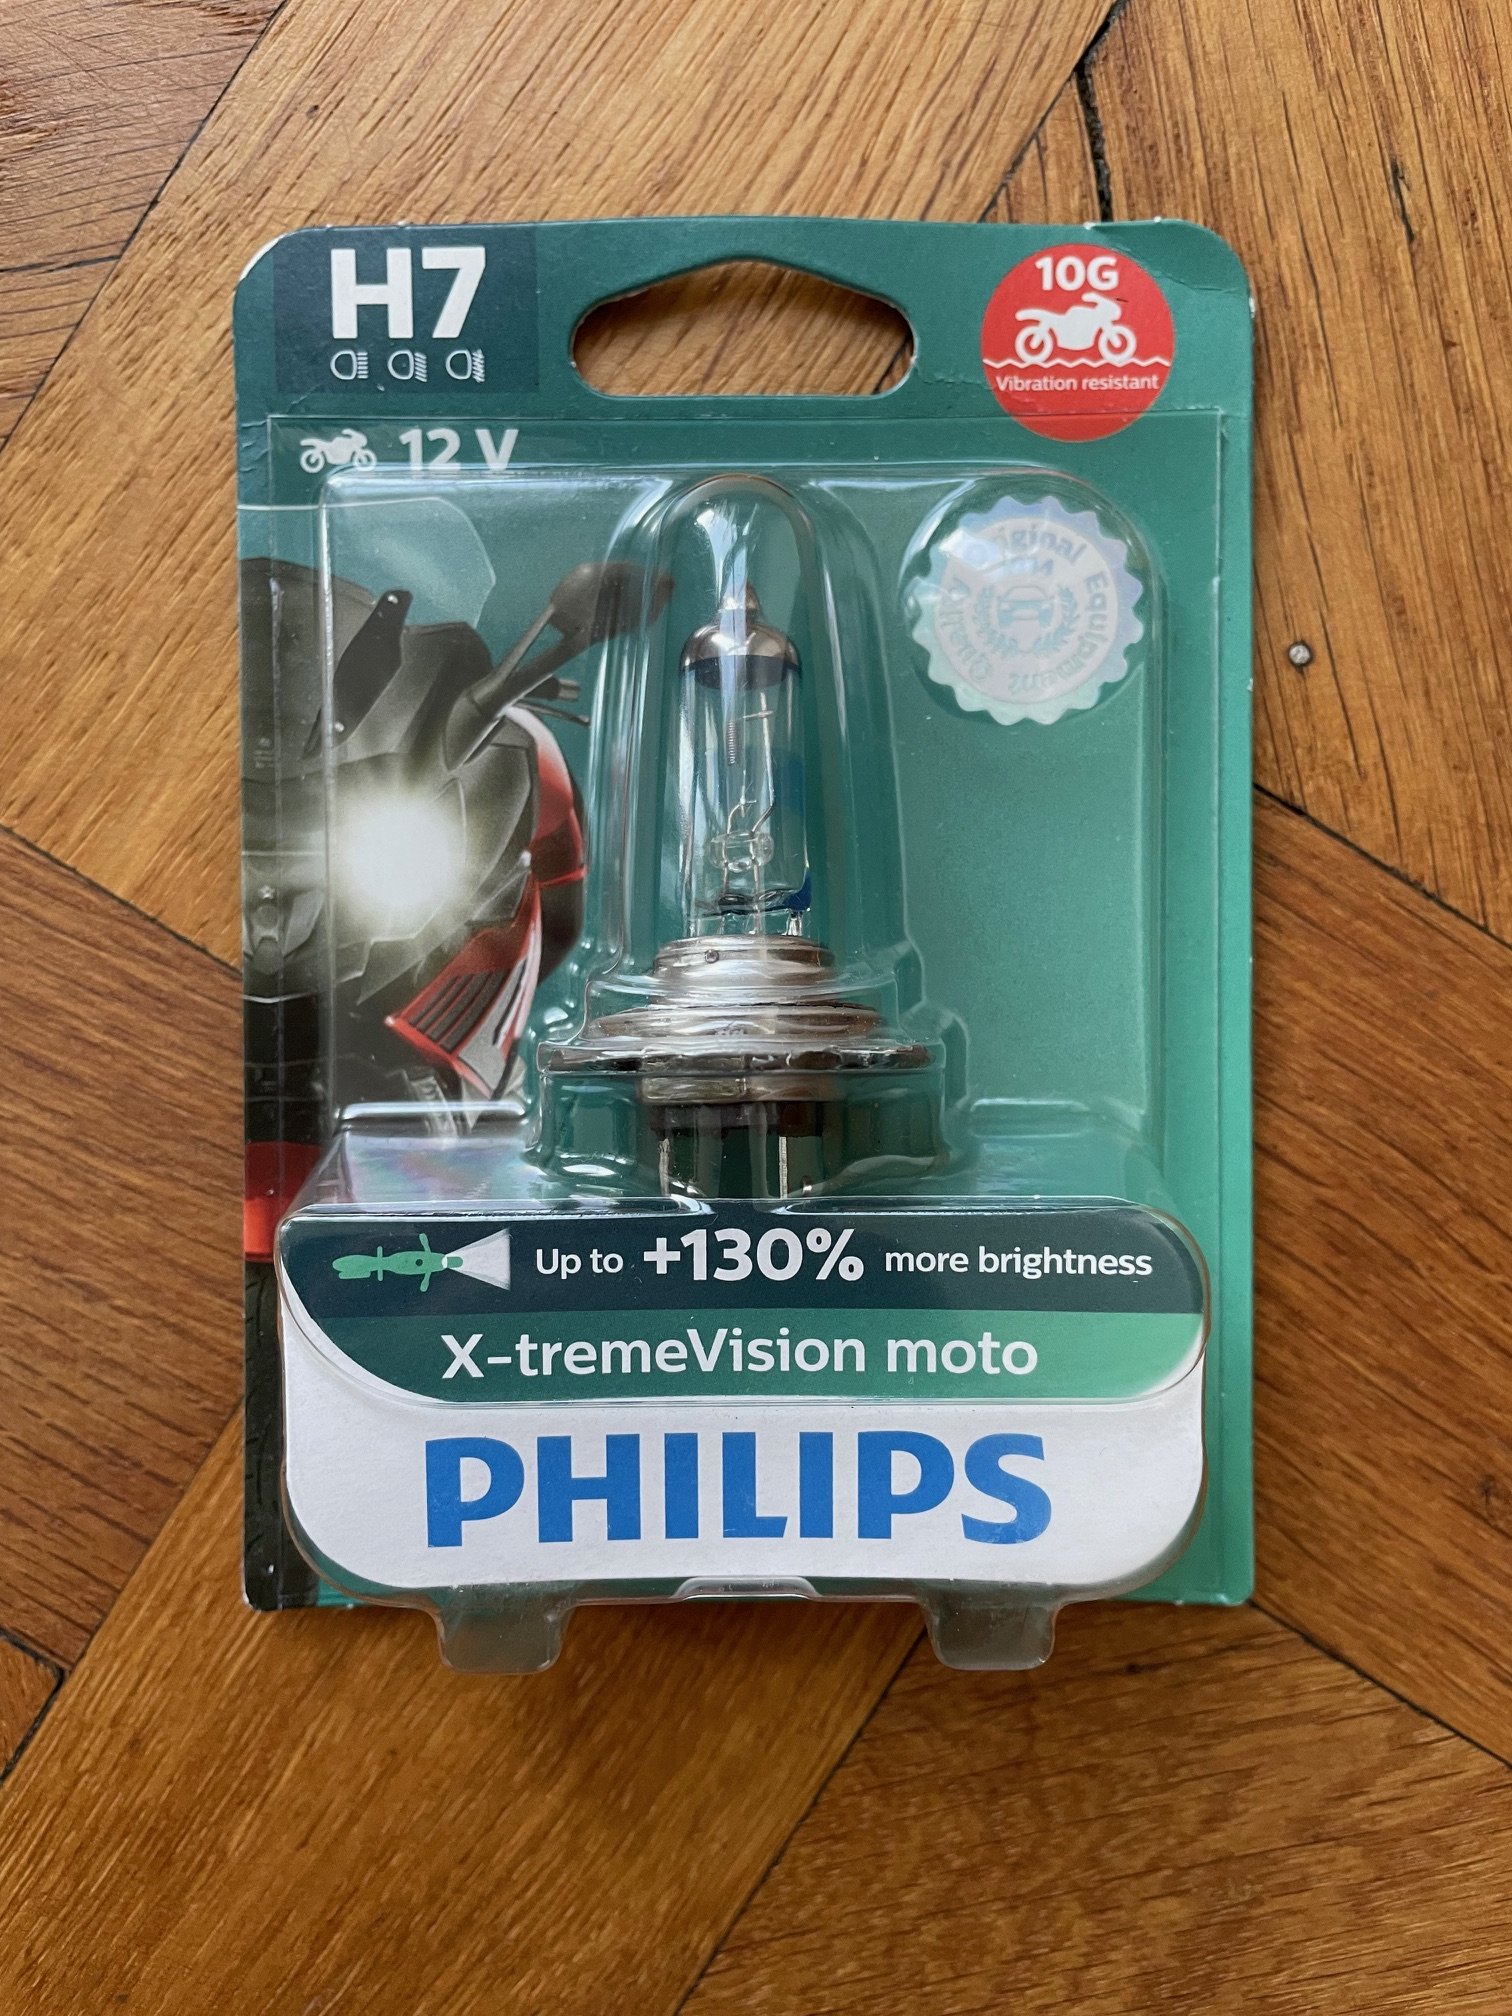 H7
10G
Vibration resistant
12 V
Original Equipment Quality
Up to +130% more brightness
X-tremeVision moto
PHILIPS